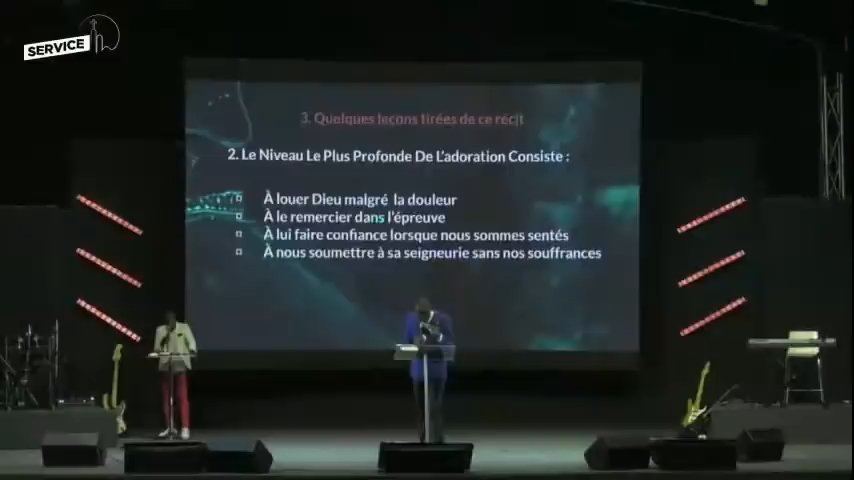 SERVICE
3. Quelques leçons tirées de ce récit
2. Le Niveau Le Plus Profonde De L'adoration Consiste :
À louer Dieu malgré la douleur
À le remercier dans l'épreuve
À lui faire confiance lorsque nous sommes sentés
À nous soumettre à sa seigneurie sans nos souffrances